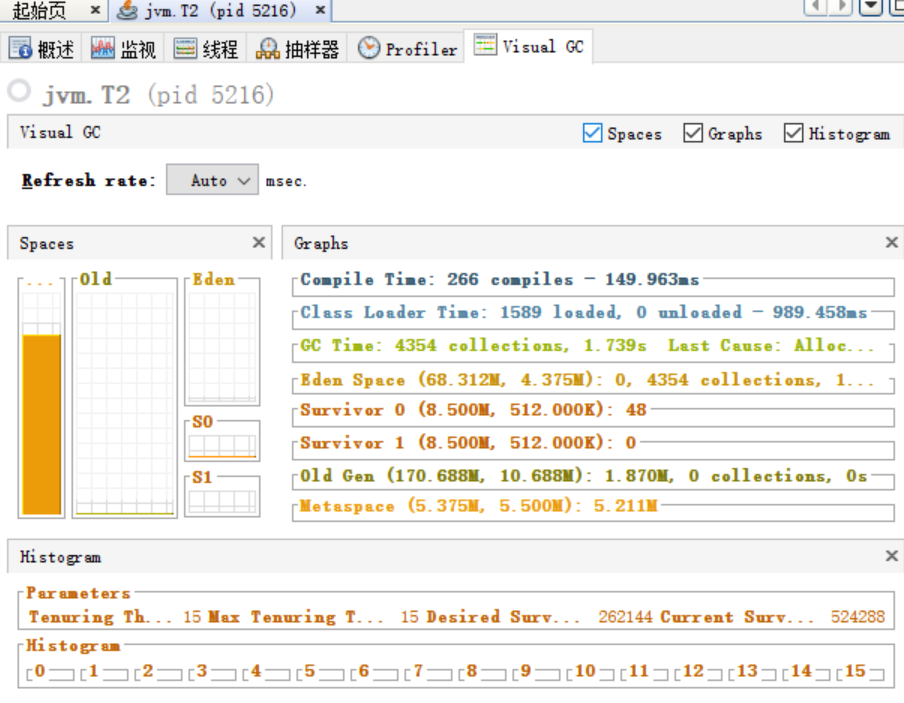 起始页 × jvm.T2 (pid 5216) ×
概述 监视 线程 抽样器 Profiler Visual GC
jvm.T2 (pid 5216)
Visual GC Spaces Graphs Histogram
Refresh rate: Auto msec.
Spaces × Graphs ×
... Old Eden
S0
S1
Compile Time: 266 compiles - 149.963ms
Class Loader Time: 1589 loaded, 0 unloaded - 989.458ms
GC Time: 4354 collections, 1.739s Last Cause: Alloc...
Eden Space (68.312M, 4.375M): 0, 4354 collections, 1...
Survivor 0 (8.500M, 512.000K): 48
Survivor 1 (8.500M, 512.000K): 0
Old Gen (170.688M, 10.688M): 1.870M, 0 collections, 0s
Metaspace (5.375M, 5.500M): 5.211M
Histogram ×
Parameters
Tenuring Th... 15 Max Tenuring T... 15 Desired Surv... 262144 Current Surv... 524288
Histogram
0 1 2 3 4 5 6 7 8 9 10 11 12 13 14 15